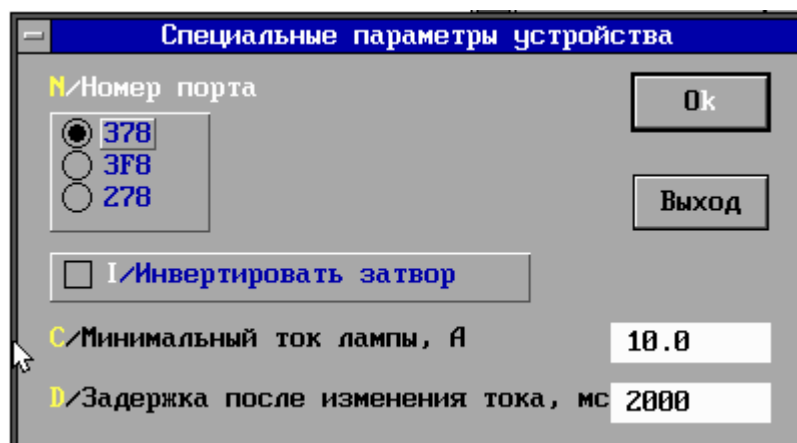 Специальные параметры устройства
N/Номер порта
Ok
378
3F8
278
Выход
I/Инвертировать затвор
C/Минимальный ток лампы, А 10.0
D/Задержка после изменения тока, мс 2000